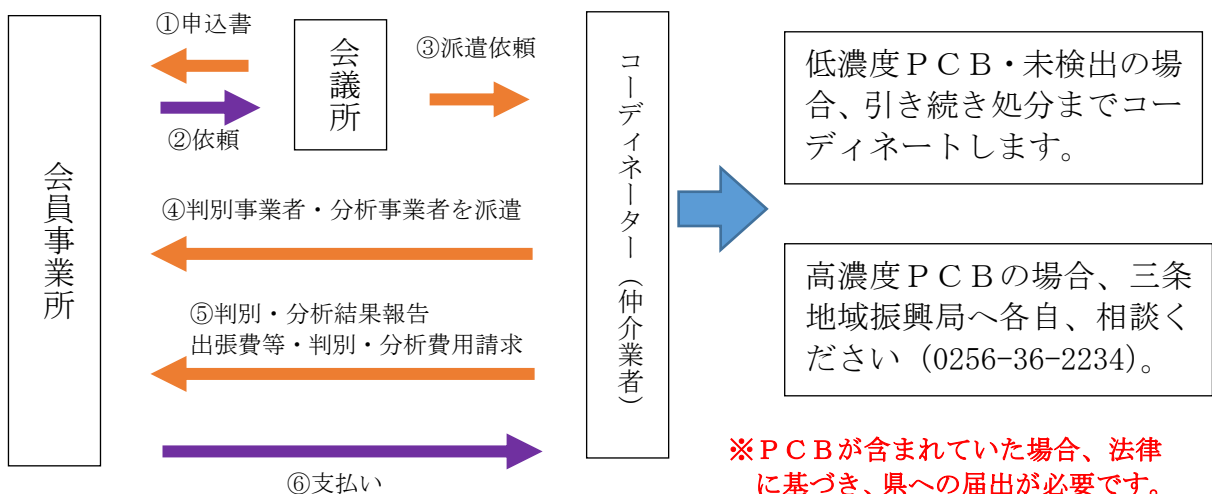 ①申込書
会議所
③派遣依頼
②依頼
会員事業所
④判別事業者・分析事業者を派遣
⑤判別・分析結果報告
出張費等・判別・分析費用請求
⑥支払い
コーディネーター(仲介業者)
低濃度ＰＣＢ・未検出の場
合、引き続き処分までコー
ディネートします。
高濃度ＰＣＢの場合、三条
地域振興局へ各自、相談く
ださい（0256-36-2234）。
※ＰＣＢが含まれていた場合、法律
に基づき、県への届出が必要です。